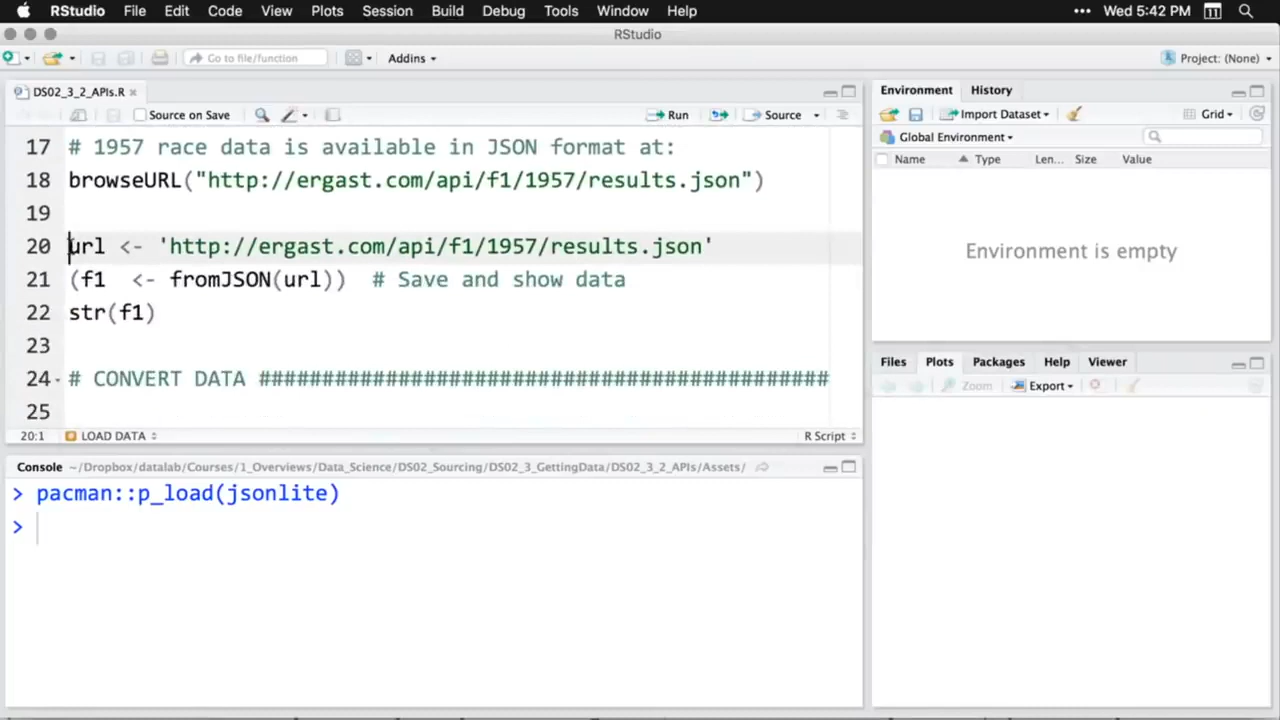 RStudio File Edit Code View Plots Session Build Debug Tools Window Help ••• Wed 5:42 PM 11
RStudio
Go to file/function Addins Project: (None)
DS02_3_2_APIs.R
Source on Save Run Source
17 # 1957 race data is available in JSON format at:
18 browseURL("http://ergast.com/api/f1/1957/results.json")
19
20 url <- 'http://ergast.com/api/f1/1957/results.json'
21 (f1 <- fromJSON(url)) # Save and show data
22 str(f1)
23
24 # CONVERT DATA ###########################################
25
20:1 LOAD DATA R Script
Console ~/Dropbox/datalab/Courses/1_Overviews/Data_Science/DS02_Sourcing/DS02_3_GettingData/DS02_3_2_APIs/Assets/
> pacman::p_load(jsonlite)
>
Environment History
Import Dataset Grid
Global Environment
Name Type Len... Size Value
Environment is empty
Files Plots Packages Help Viewer
Zoom Export